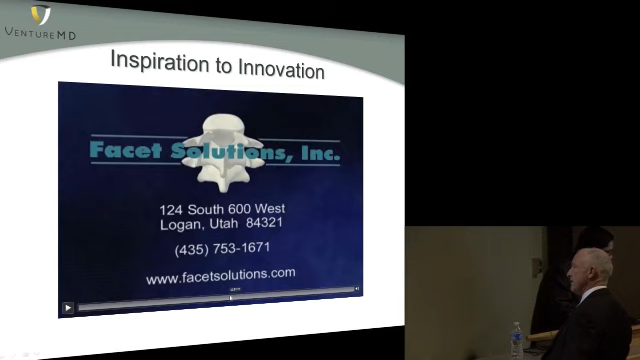 VENTUREMD
Inspiration to Innovation
Facet Solutions, Inc.
124 South 600 West
Logan, Utah 84321
(435) 753-1671
www.facetsolutions.com